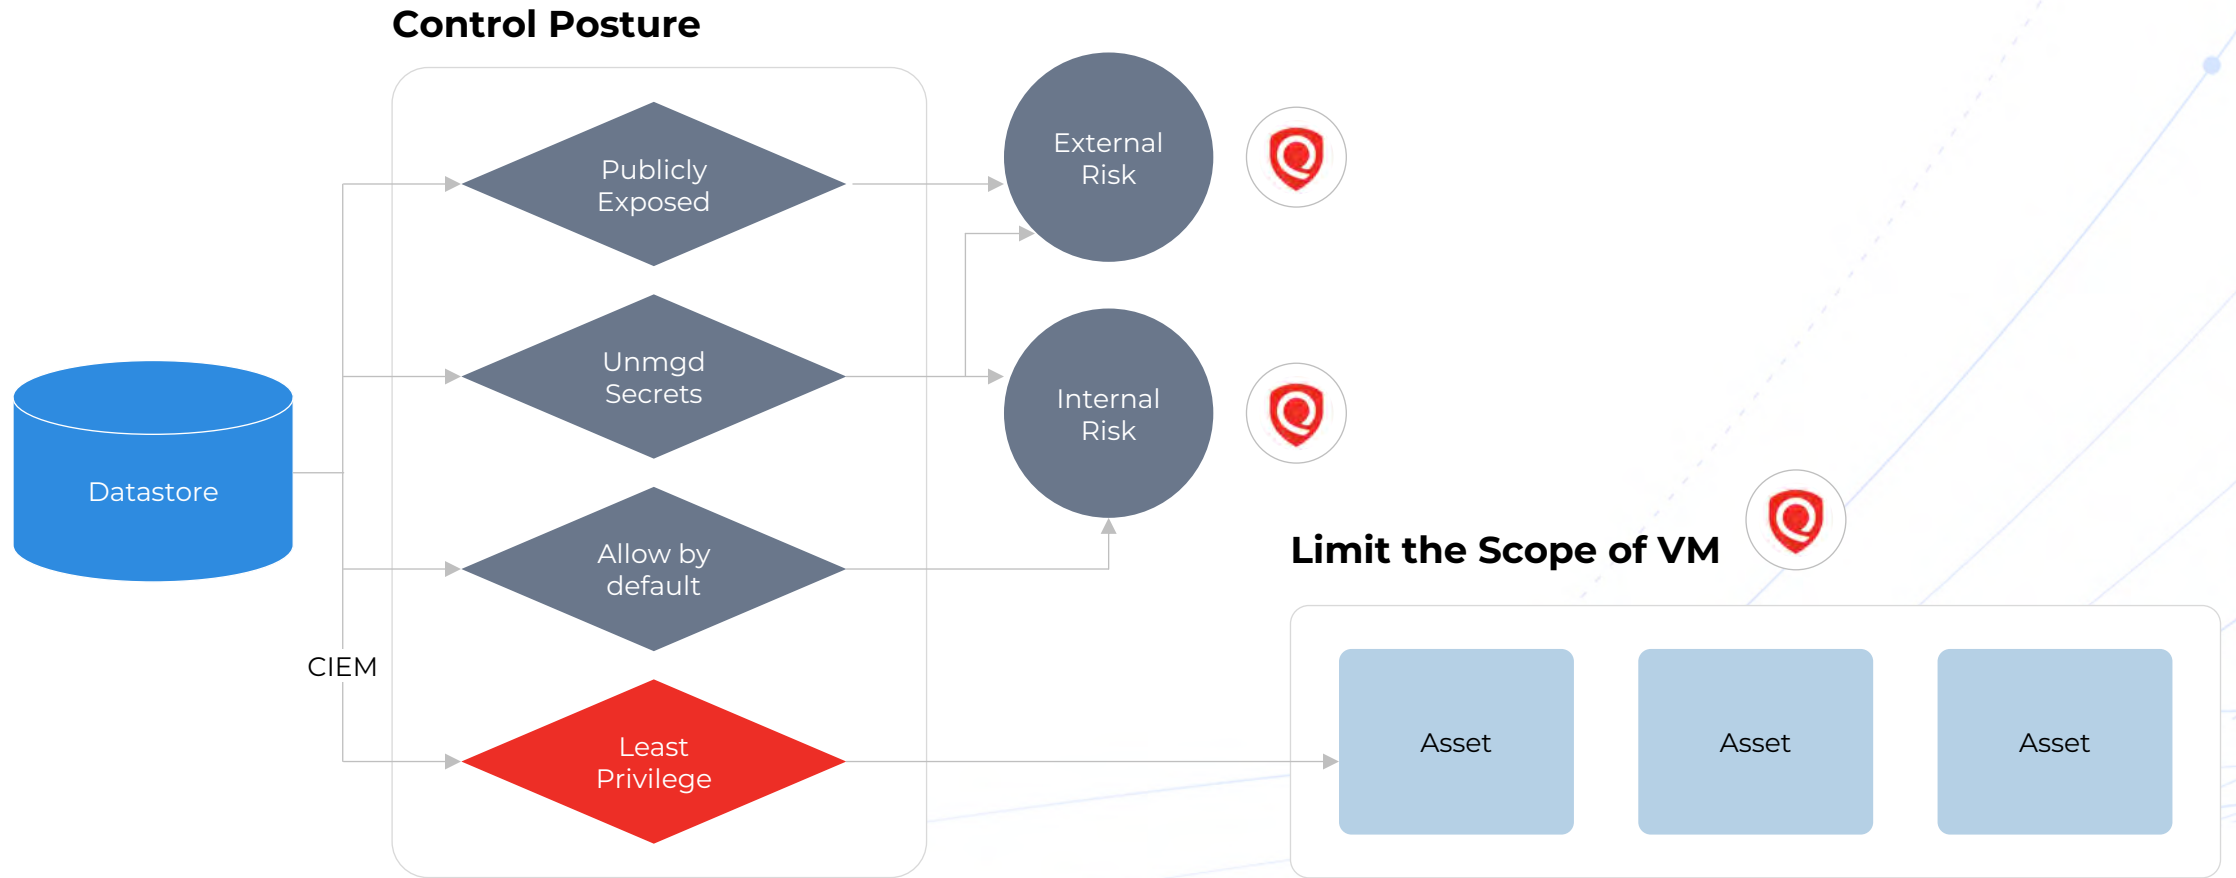 Control Posture
Publicly
Exposed
External
Risk
Unmgd
Secrets
Internal
Risk
Datastore
Allow by
default
Limit the Scope of VM
CIEM
Least
Privilege
Asset
Asset
Asset